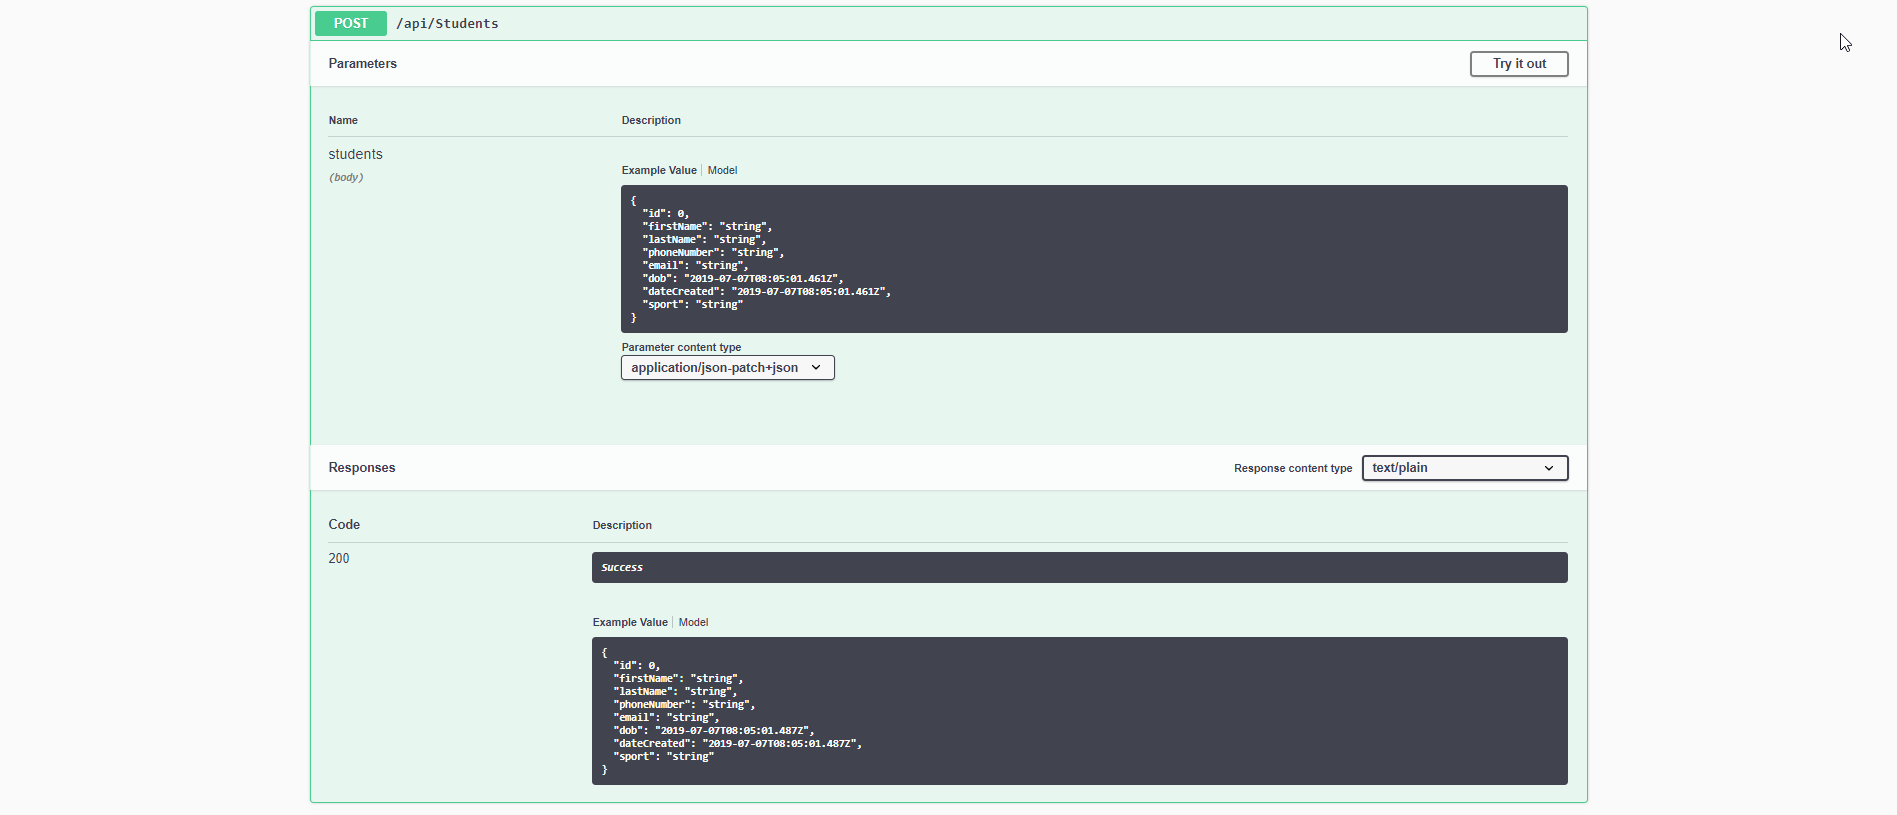 POST /api/Students
Parameters
Try it out
Name Description
students
(body)
Example Value Model
{
  "id": 0,
  "firstName": "string",
  "lastName": "string",
  "phoneNumber": "string",
  "email": "string",
  "dob": "2019-07-07T08:05:01.461Z",
  "dateCreated": "2019-07-07T08:05:01.461Z",
  "sport": "string"
}
Parameter content type
application/json-patch+json
Responses
Response content type text/plain
Code Description
200
Success
Example Value Model
{
  "id": 0,
  "firstName": "string",
  "lastName": "string",
  "phoneNumber": "string",
  "email": "string",
  "dob": "2019-07-07T08:05:01.487Z",
  "dateCreated": "2019-07-07T08:05:01.487Z",
  "sport": "string"
}